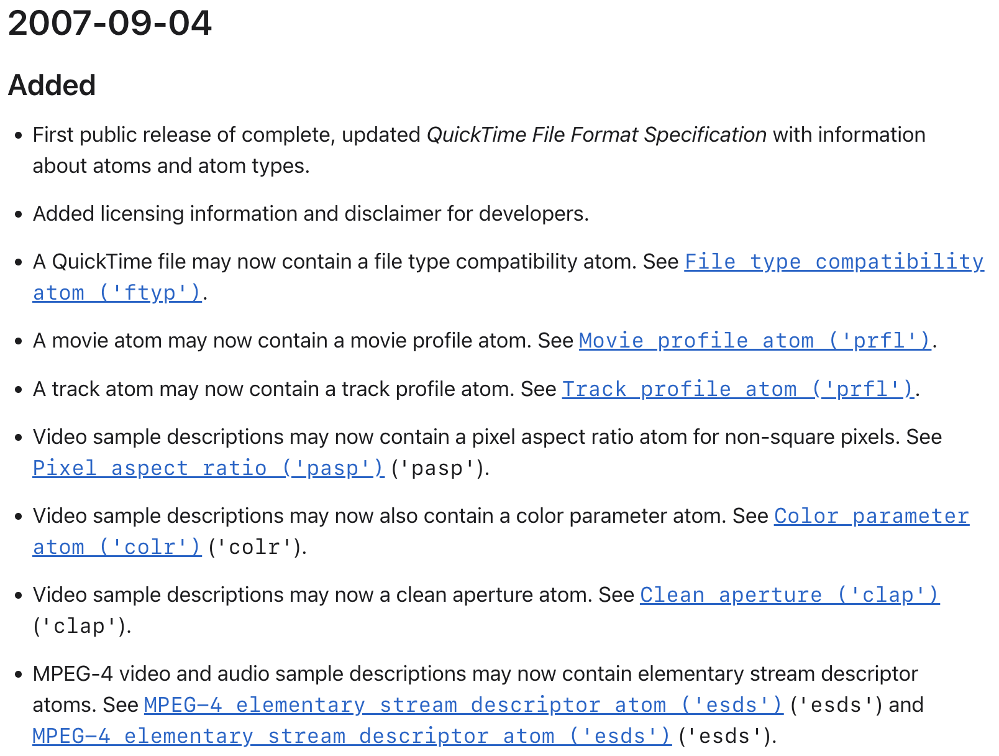 2007-09-04
Added
• First public release of complete, updated QuickTime File Format Specification with information
about atoms and atom types.
• Added licensing information and disclaimer for developers.
• A QuickTime file may now contain a file type compatibility atom. See File type compatibility
atom ('ftyp').
• A movie atom may now contain a movie profile atom. See Movie profile atom ('prfl').
• A track atom may now contain a track profile atom. See Track profile atom ('prfl').
• Video sample descriptions may now contain a pixel aspect ratio atom for non-square pixels. See
Pixel aspect ratio ('pasp') ('pasp').
• Video sample descriptions may now also contain a color parameter atom. See Color parameter
atom ('colr') ('colr').
• Video sample descriptions may now a clean aperture atom. See Clean aperture ('clap')
('clap').
• MPEG-4 video and audio sample descriptions may now contain elementary stream descriptor
atoms. See MPEG–4 elementary stream descriptor atom ('esds') ('esds') and
MPEG–4 elementary stream descriptor atom ('esds') ('esds').